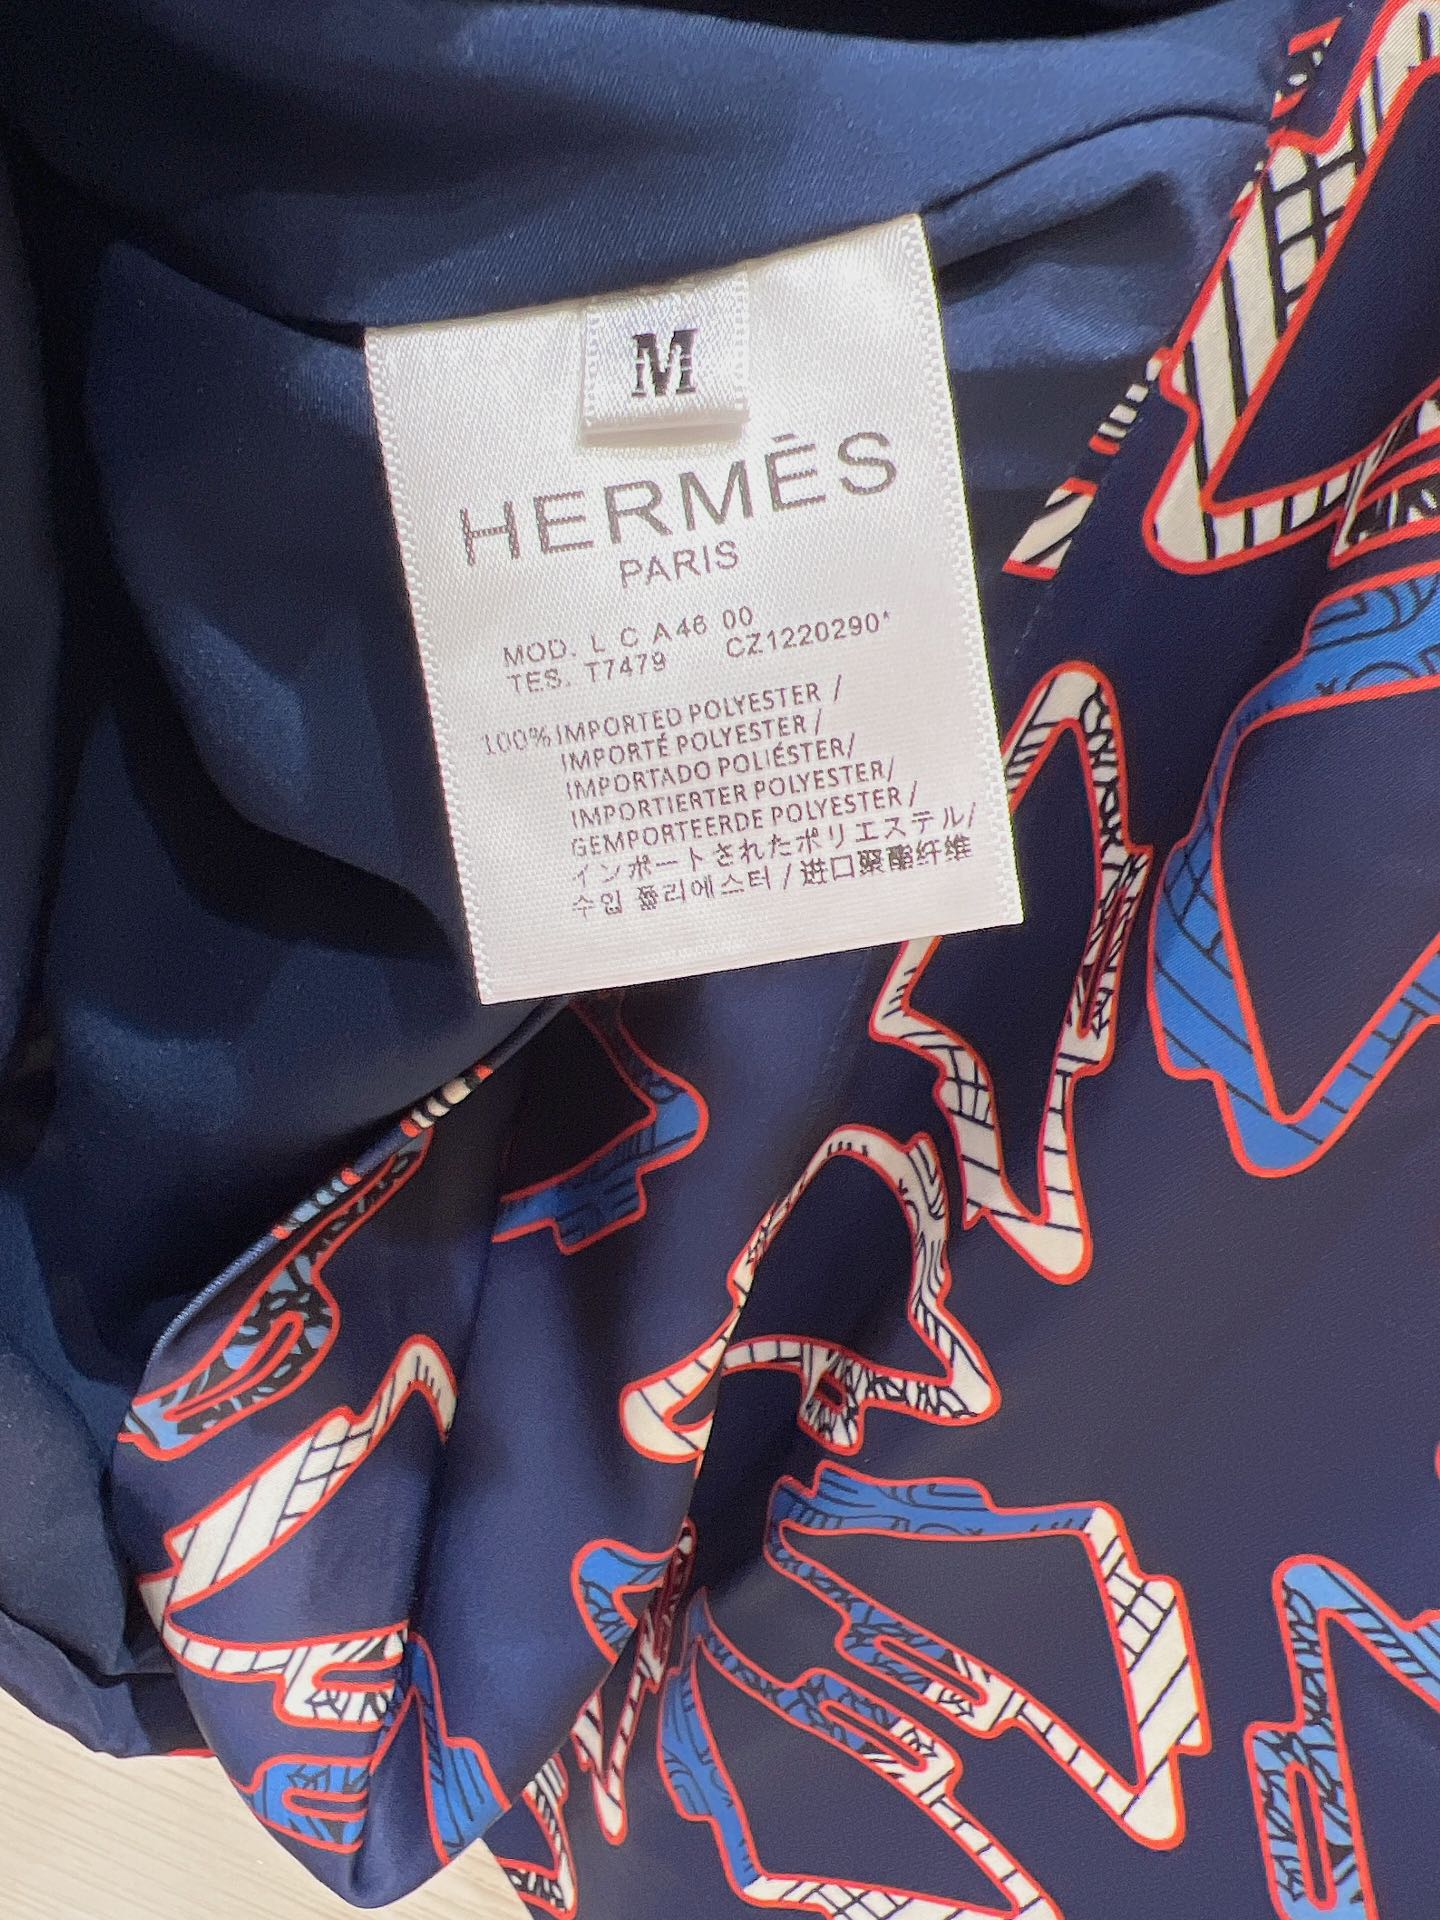 M
HERMĒS
PARIS
MOD. L C A46 00
TES. T7479 CZ1220290*
100% IMPORTED POLYESTER /
IMPORTÉ POLYESTER /
IMPORTADO POLIÉSTER/
IMPORTIERTER POLYESTER/
GEMPORTEERDE POLYESTER /
インポートされたポリエステル/
수입 폴리에스터 / 进口聚酯纤维